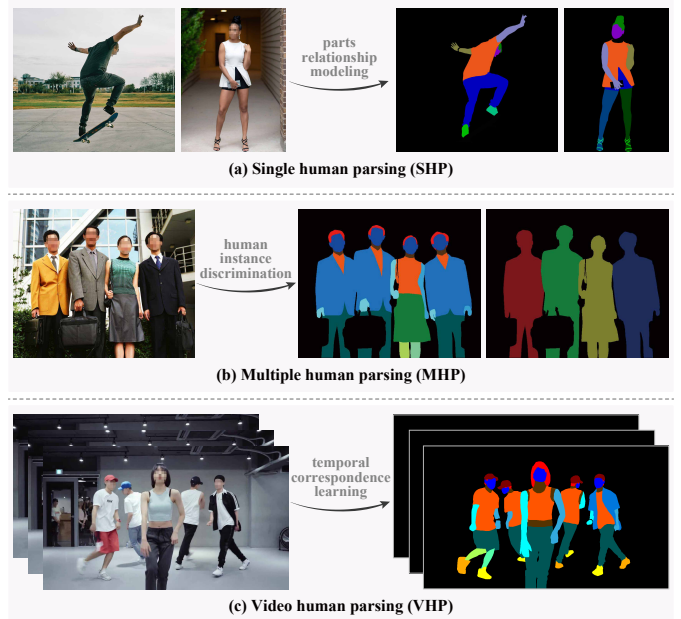 parts
relationship
modeling
(a) Single human parsing (SHP)
human
instance
discrimination
(b) Multiple human parsing (MHP)
temporal
correspondence
learning
(c) Video human parsing (VHP)